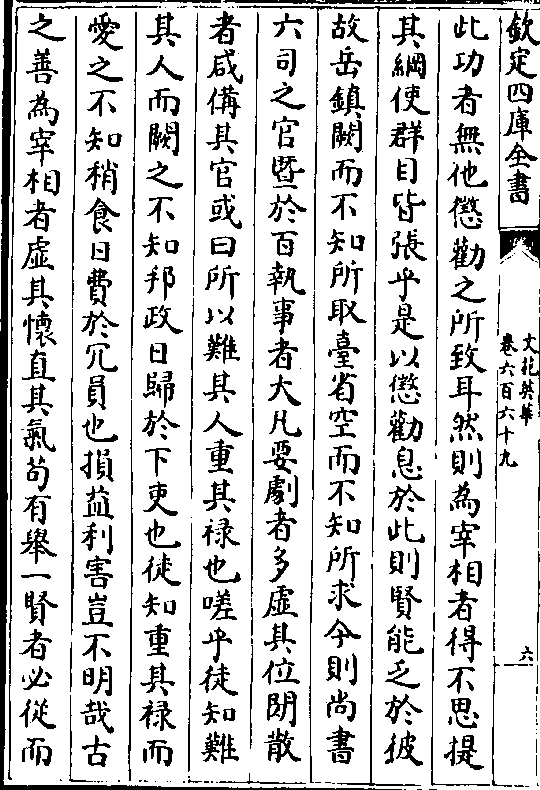 欽定四庫全書
文苑英華
卷六百六十九
六
此功者無他懲勸之所致耳然則為宰相者得不思提
其綱使群目皆張乎是以懲勸息於此則賢能乏於彼
故岳鎮闕而不知所取臺省空而不知所求今則尚書
六司之官暨於百執事者大凡要劇者多虛其位閒散
者咸備其官或曰所以難其人重其禄也嗟乎徒知難
其人而闕之不知邦政日歸於下吏也徒知重其禄而
愛之不知稍食日費於冗員也損益利害豈不明哉古
之善為宰相者虛其懷直其氣苟有舉一賢者必從而